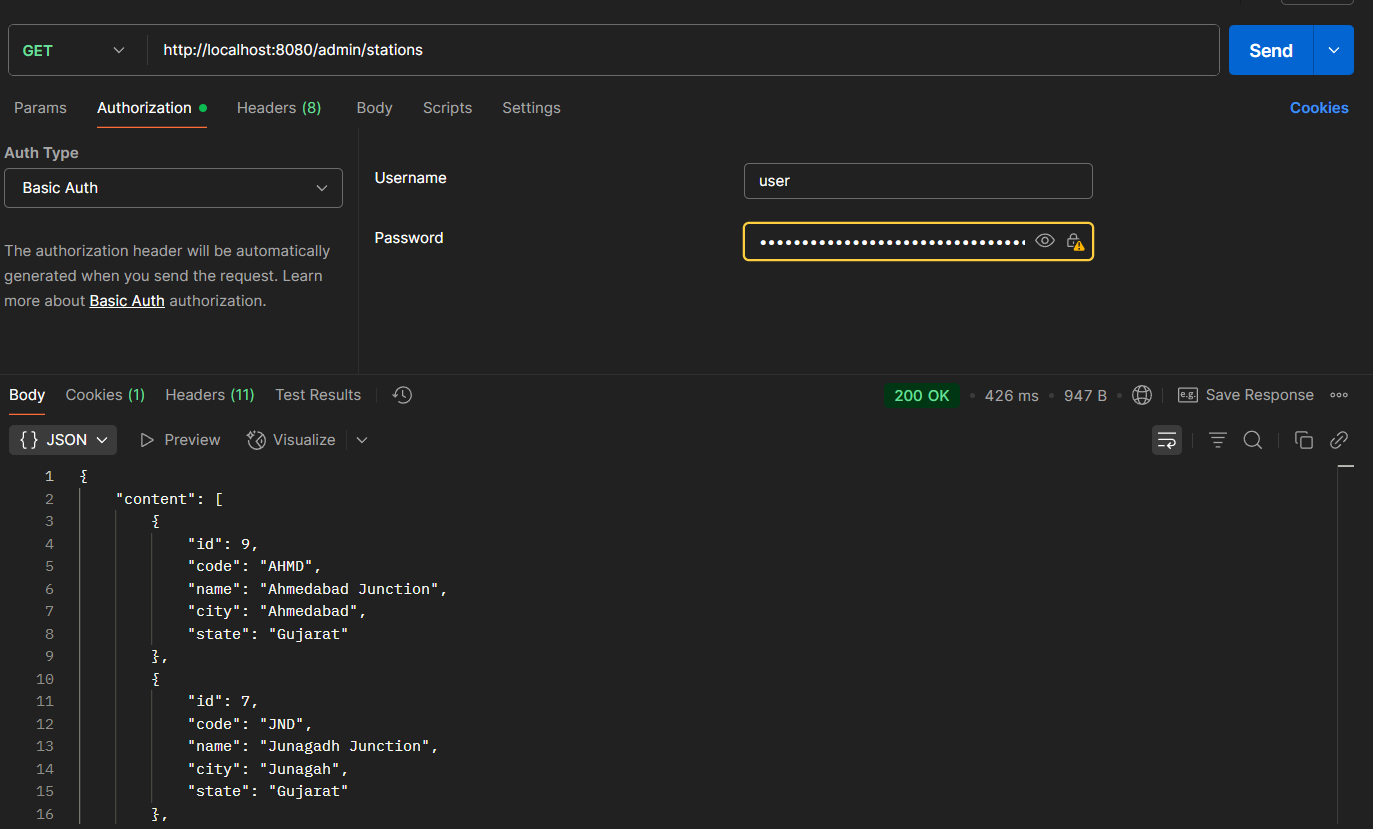 GET http://localhost:8080/admin/stations Send
Params Authorization Headers (8) Body Scripts Settings Cookies
Auth Type
Basic Auth
The authorization header will be automatically
generated when you send the request. Learn
more about Basic Auth authorization.
Username user
Password ••••••••••••••••••••••••••••••••
Body Cookies (1) Headers (11) Test Results 200 OK • 426 ms • 947 B • e.g. Save Response
{} JSON Preview Visualize
1 {
2 "content": [
3 {
4 "id": 9,
5 "code": "AHMD",
6 "name": "Ahmedabad Junction",
7 "city": "Ahmedabad",
8 "state": "Gujarat"
9 },
10 {
11 "id": 7,
12 "code": "JND",
13 "name": "Junagadh Junction",
14 "city": "Junagah",
15 "state": "Gujarat"
16 },